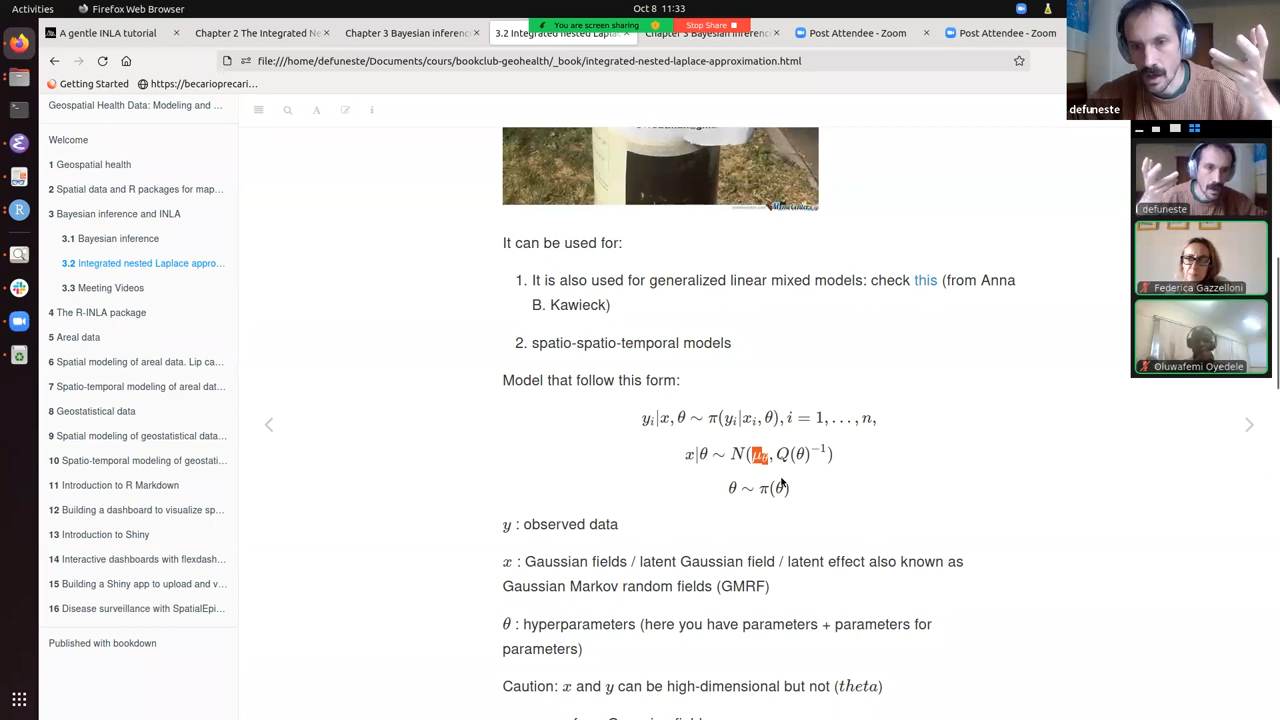 Activities
Firefox Web Browser
Oct 8 11:33
You are screen sharing
Stop Share
A gentle INLA tutorial
Chapter 2 The Integrated Ne
Chapter 3 Bayesian inference
3.2 Integrated nested Lapla
Chapter 3 Bayesian inference
Post Attendee - Zoom
Post Attendee - Zoom
file:///home/defuneste/Documents/cours/bookclub-geohealth/_book/integrated-nested-laplace-approximation.html
Getting Started
https://becarioprecari...
defuneste
Geospatial Health Data: Modeling and ...
Welcome
1 Geospatial health
2 Spatial data and R packages for map...
3 Bayesian inference and INLA
3.1 Bayesian inference
3.2 Integrated nested Laplace appro...
3.3 Meeting Videos
4 The R-INLA package
5 Areal data
6 Spatial modeling of areal data. Lip ca...
7 Spatio-temporal modeling of areal dat...
8 Geostatistical data
9 Spatial modeling of geostatistical data...
10 Spatio-temporal modeling of geostati...
11 Introduction to R Markdown
12 Building a dashboard to visualize sp...
13 Introduction to Shiny
14 Interactive dashboards with flexdash...
15 Building a Shiny app to upload and v...
16 Disease surveillance with SpatialEpi...
Published with bookdown
It can be used for:
1. It is also used for generalized linear mixed models: check this (from Anna
B. Kawieck)
2. spatio-spatio-temporal models
Model that follow this form:
y_i|x, θ ∼ π(y_i|x_i, θ), i = 1, . . . , n,
x|θ ∼ N(μ_θ, Q(θ)^{−1})
θ ∼ π(θ)
y : observed data
x : Gaussian fields / latent Gaussian field / latent effect also known as
Gaussian Markov random fields (GMRF)
θ : hyperparameters (here you have parameters + parameters for
parameters)
Caution: x and y can be high-dimensional but not (theta)
defuneste
Federica Gazzelloni
Oluwafemi Oyedele